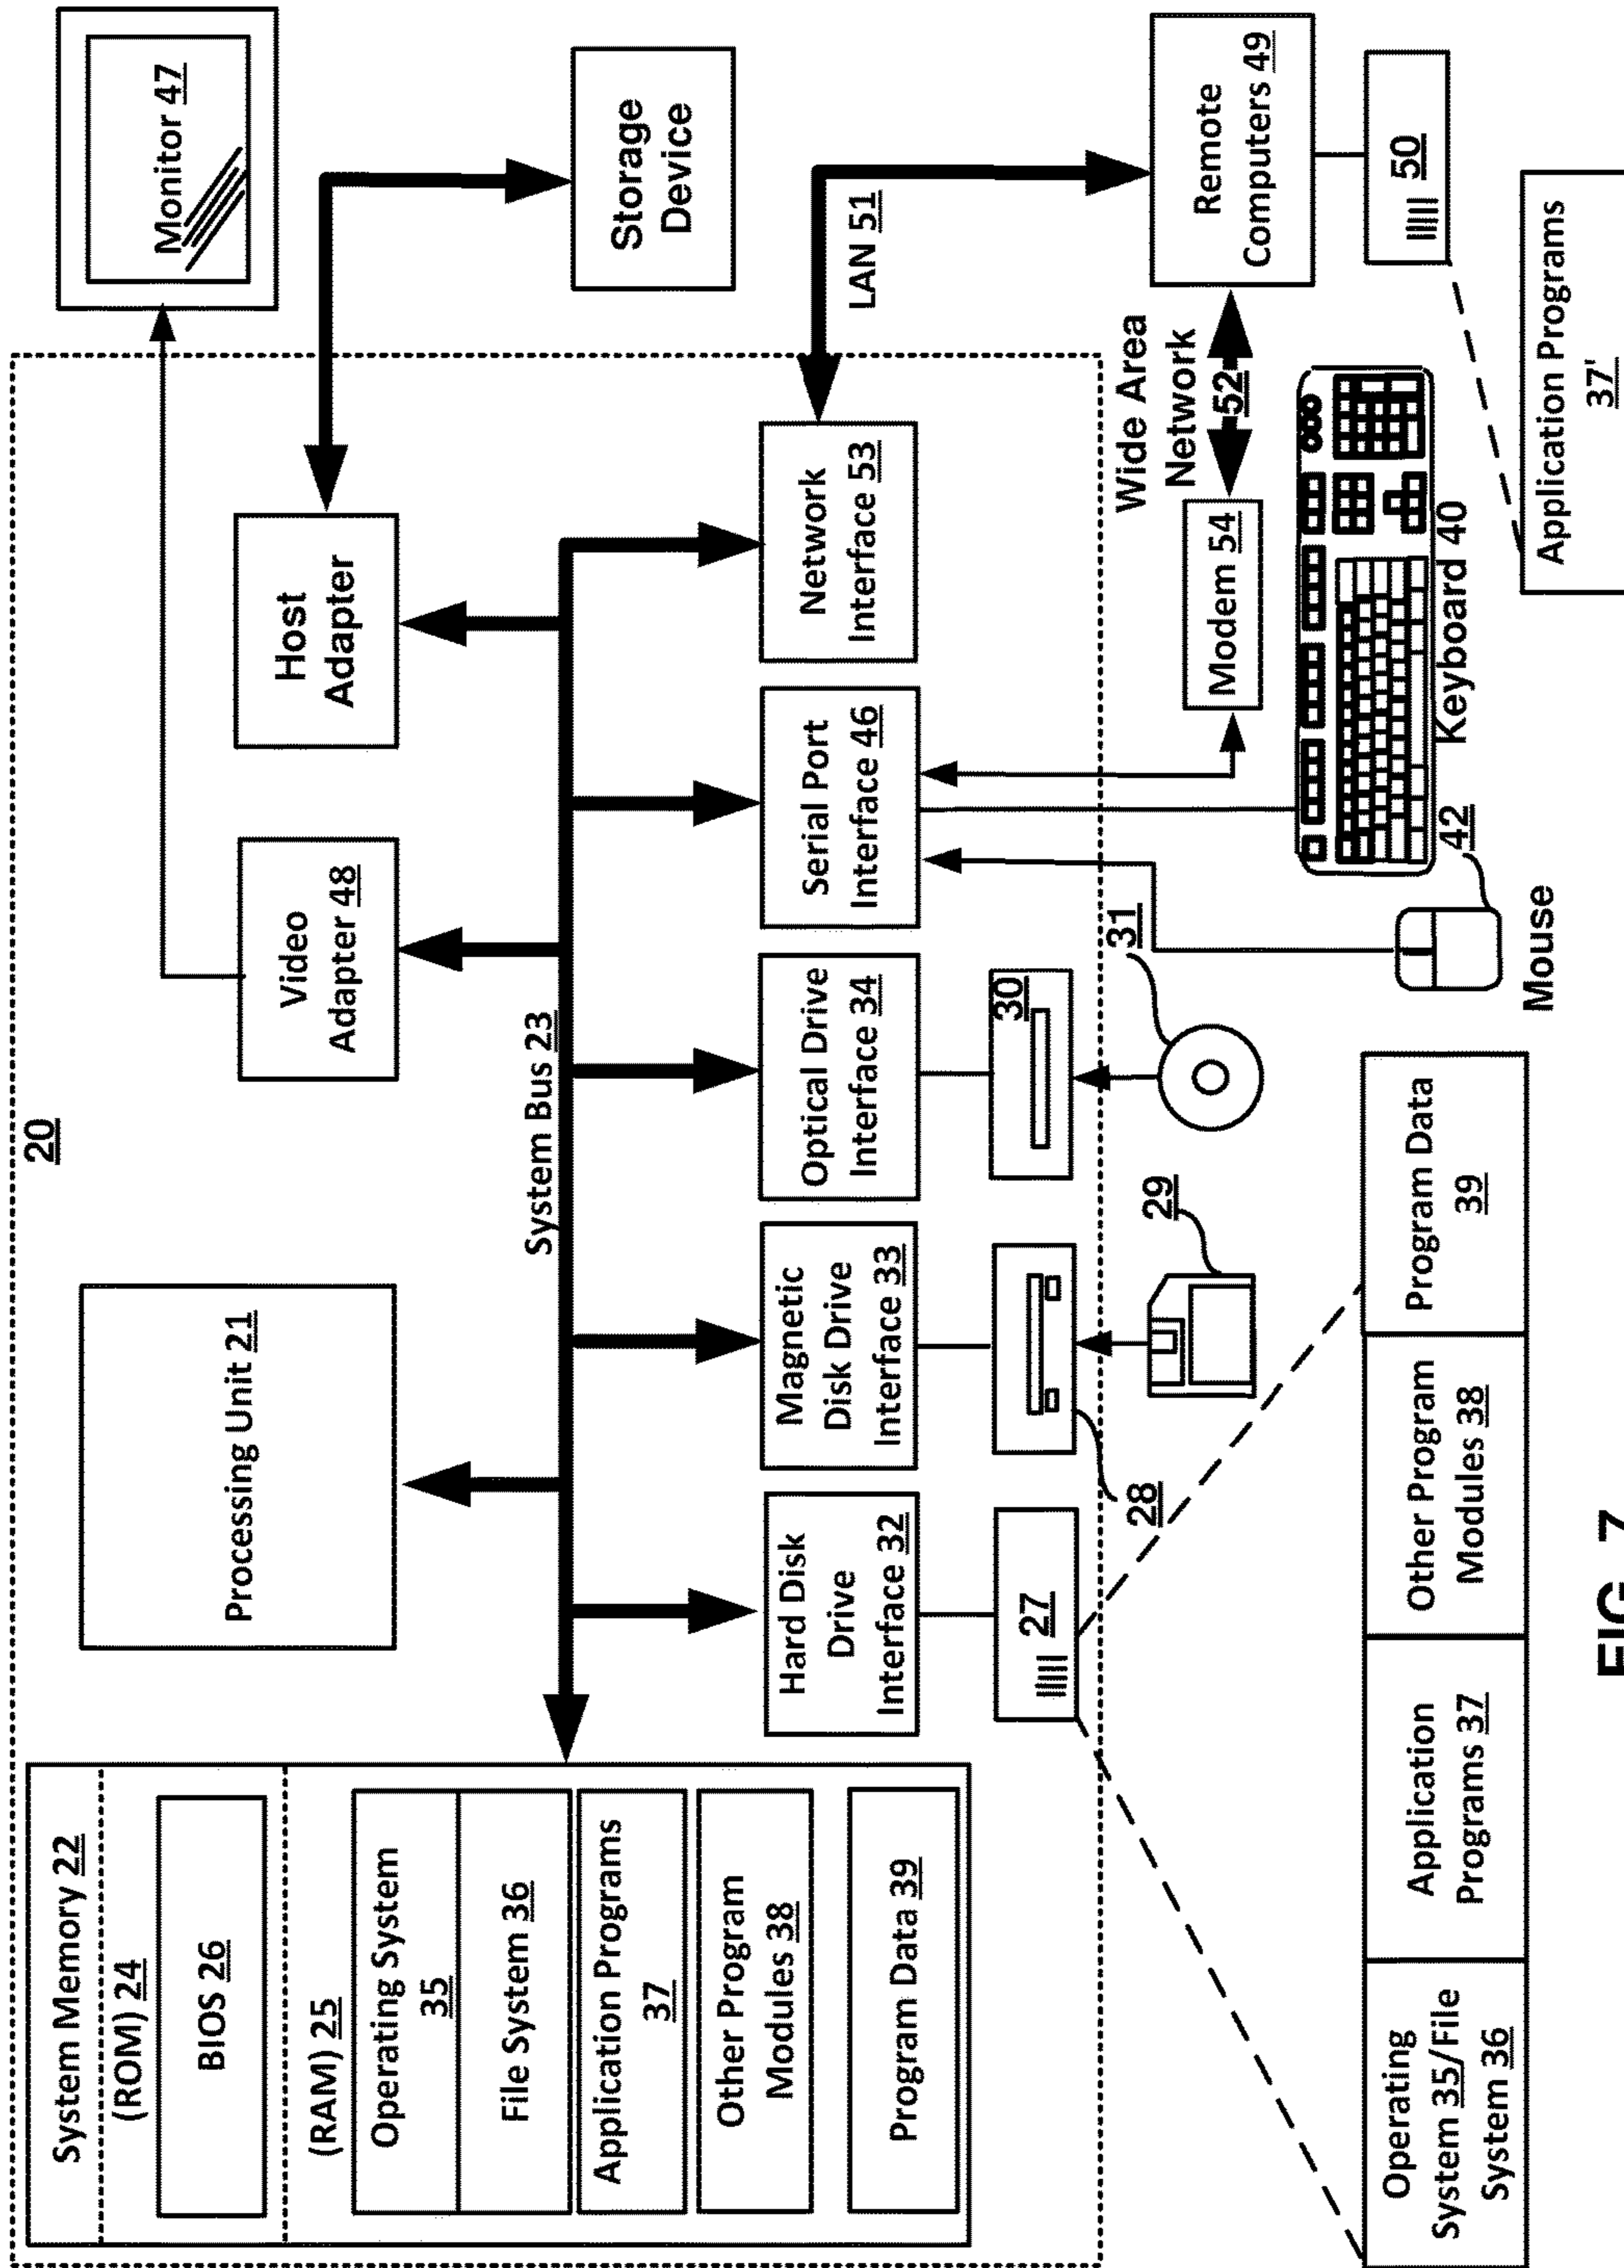 20
System Memory 22
(ROM) 24
BIOS 26
(RAM) 25
Operating System
35
File System 36
Application Programs
37
Other Program
Modules 38
Program Data 39
Processing Unit 21
Video
Adapter 48
Host
Adapter
Monitor 47
Storage
Device
System Bus 23
Hard Disk
Drive
Interface 32
Magnetic
Disk Drive
Interface 33
Optical Drive
Interface 34
Serial Port
Interface 46
Network
Interface 53
LAN 51
27
28
29
30
31
Wide Area
Network
52
Modem 54
Remote
Computers 49
50
Keyboard 40
42
Mouse
Operating
System 35/File
System 36
Application
Programs 37
Other Program
Modules 38
Program Data
39
Application Programs
37'
FIG. 7